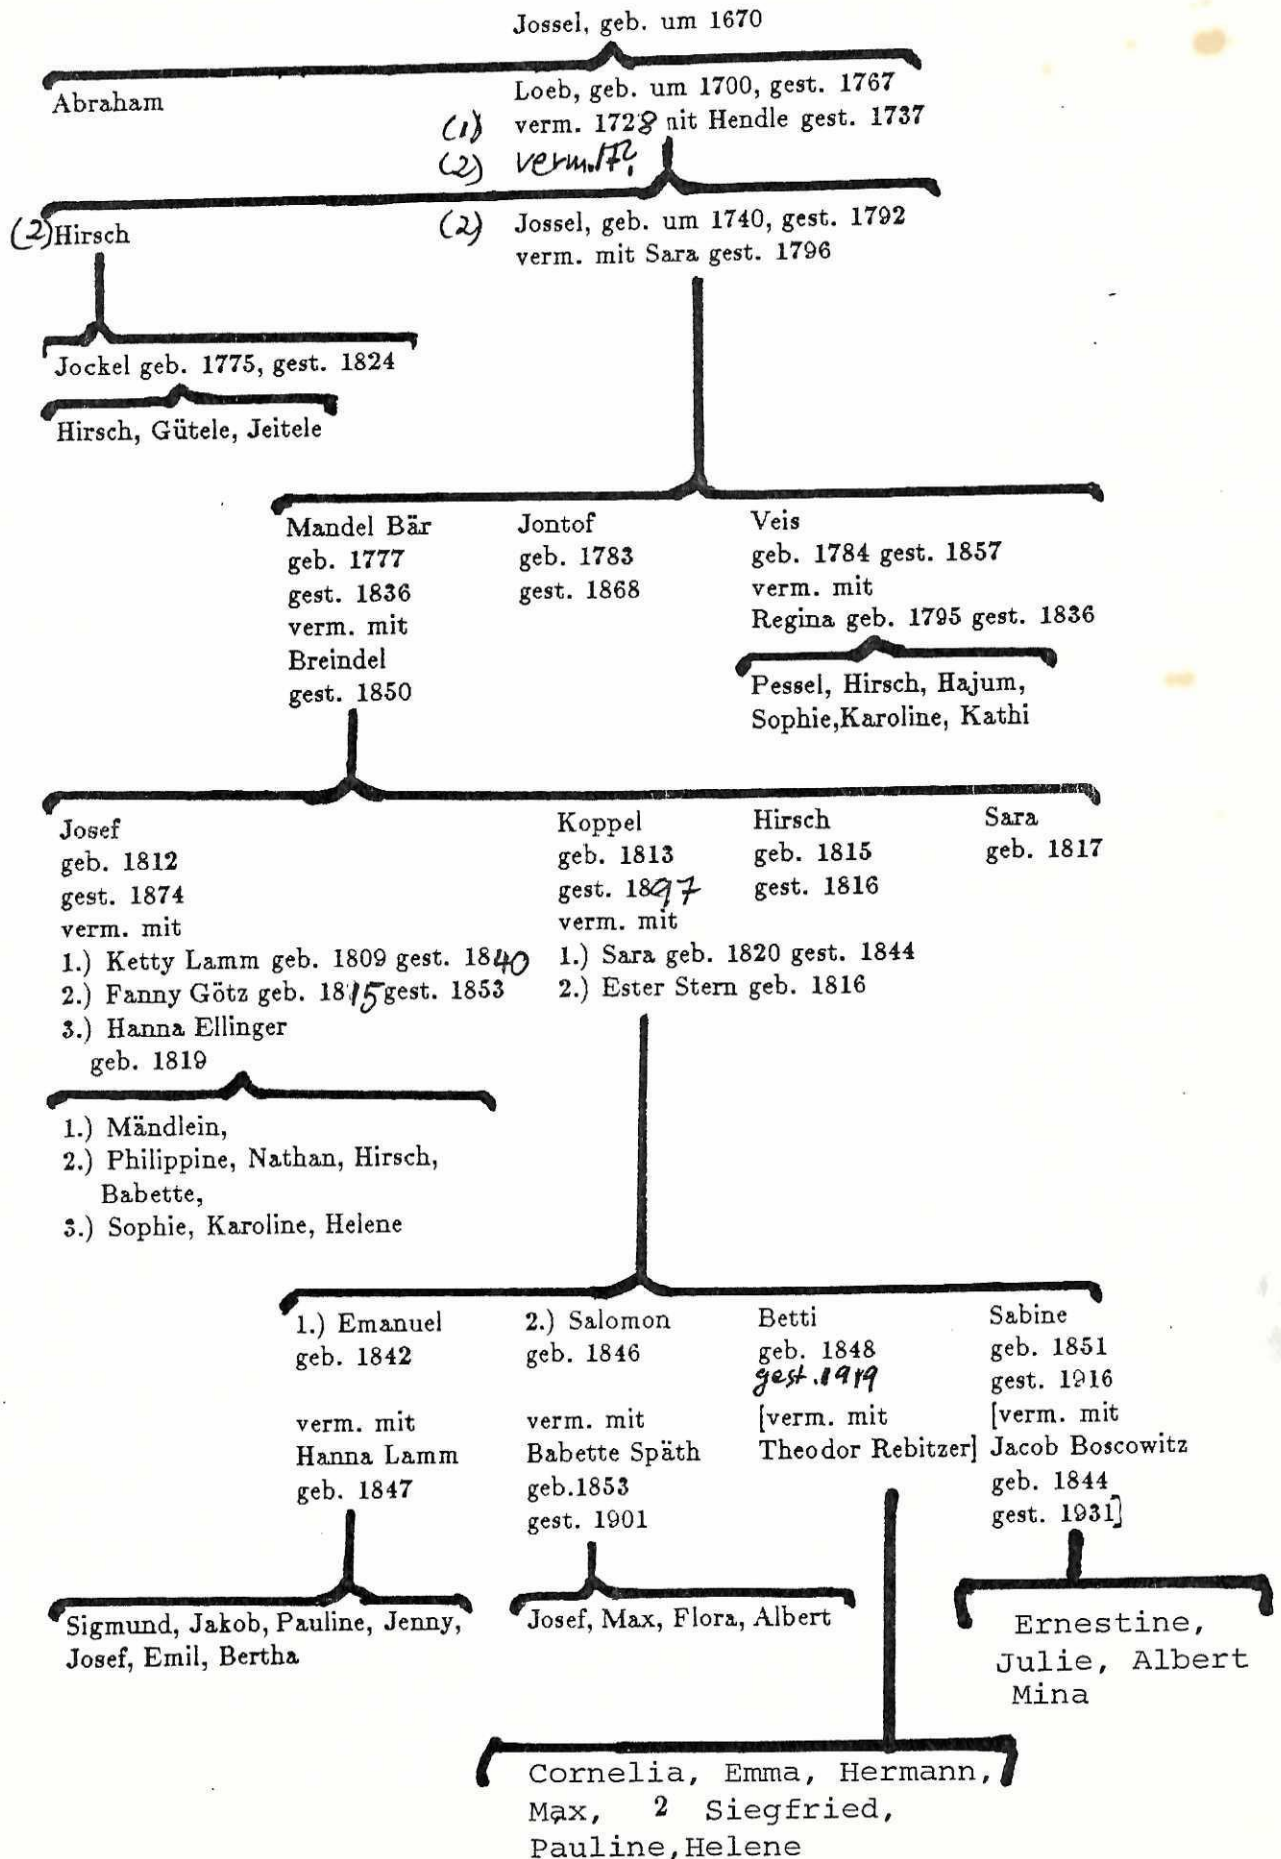 Jossel, geb. um 1670
Abraham
Loeb, geb. um 1700, gest. 1767
(1) verm. 1728 mit Hendle gest. 1737
(2) verm. 17?
(2) Hirsch
(2) Jossel, geb. um 1740, gest. 1792
verm. mit Sara gest. 1796
Jockel geb. 1775, gest. 1824
Hirsch, Gütele, Jeitele
Mandel Bär
geb. 1777
gest. 1836
verm. mit
Breindel
gest. 1850
Jontof
geb. 1783
gest. 1868
Veis
geb. 1784 gest. 1857
verm. mit
Regina geb. 1795 gest. 1836
Pessel, Hirsch, Hajum,
Sophie,Karoline, Kathi
Josef
geb. 1812
gest. 1874
verm. mit
1.) Ketty Lamm geb. 1809 gest. 1840
2.) Fanny Götz geb. 1815 gest. 1853
3.) Hanna Ellinger
geb. 1819
Koppel
geb. 1813
gest. 1897
verm. mit
1.) Sara geb. 1820 gest. 1844
2.) Ester Stern geb. 1816
Hirsch
geb. 1815
gest. 1816
Sara
geb. 1817
1.) Mändlein,
2.) Philippine, Nathan, Hirsch,
Babette,
3.) Sophie, Karoline, Helene
1.) Emanuel
geb. 1842
verm. mit
Hanna Lamm
geb. 1847
2.) Salomon
geb. 1846
verm. mit
Babette Späth
geb.1853
gest. 1901
Betti
geb. 1848
gest. 1919
[verm. mit
Theodor Rebitzer]
Sabine
geb. 1851
gest. 1916
[verm. mit
Jacob Boscowitz
geb. 1844
gest. 1931]
Sigmund, Jakob, Pauline, Jenny,
Josef, Emil, Bertha
Josef, Max, Flora, Albert
Ernestine,
Julie, Albert
Mina
Cornelia, Emma, Hermann,
Max, 2 Siegfried,
Pauline,Helene